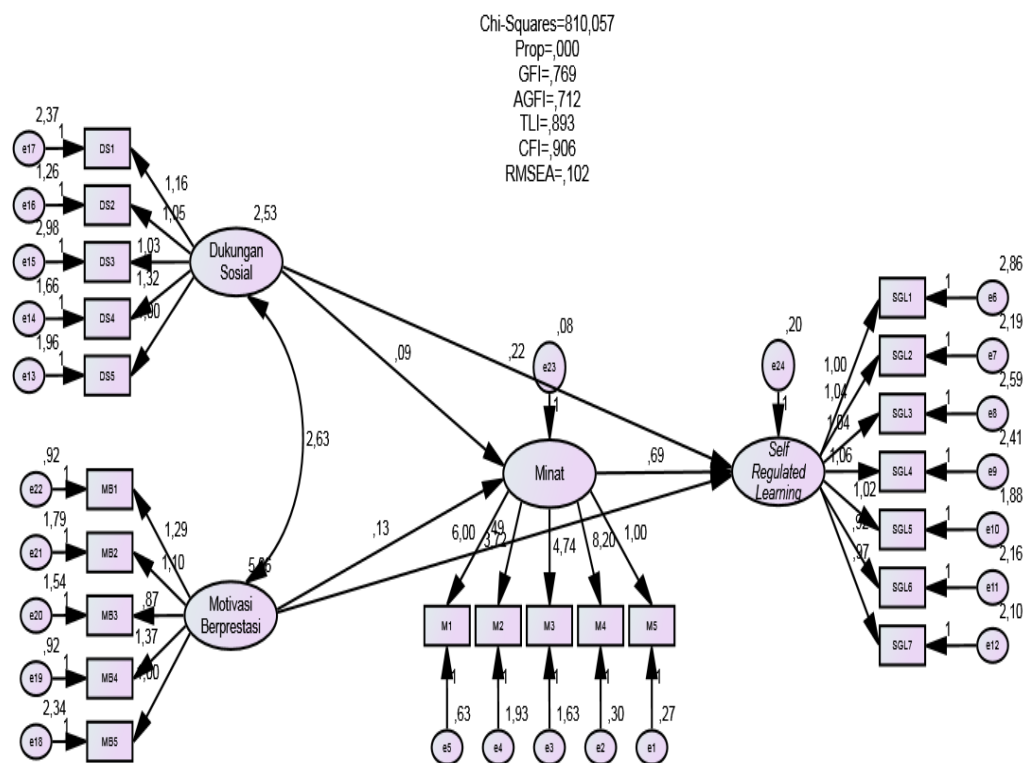 Chi-Squares=810,057
Prop=,000
GFI=,769
AGFI=,712
TLI=,893
CFI=,906
RMSEA=,102
2,37
e17 1 DS1
1,26
e16 1 DS2
2,98
e15 1 DS3
1,66
e14 1 DS4
1,96
e13 1 DS5
1,16
1,05
1,03
1,32
2,53
Dukungan
Sosial
,09
,22
2,63
,92
e22 1 MB1
1,79
e21 1 MB2
1,54
e20 1 MB3
,92
e19 1 MB4
2,34
e18 1 MB5
1,29
1,10
,87
1,37
Motivasi
Berprestasi
,13
,49
,08
e23
1
Minat
,69
6,00
4,74
8,20
1,00
M1 M2 M3 M4 M5
1 1 1 1 1
,63 1,93 1,63 ,30 ,27
e5 e4 e3 e2 e1
,20
e24
1
Self
Regulated
Learning
1,00
1,04
1,04
1,06
1,02
,92
,97
2,86
SGL1 1 e6
2,19
SGL2 1 e7
2,59
SGL3 1 e8
2,41
SGL4 1 e9
1,88
SGL5 1 e10
2,16
SGL6 1 e11
2,10
SGL7 1 e12